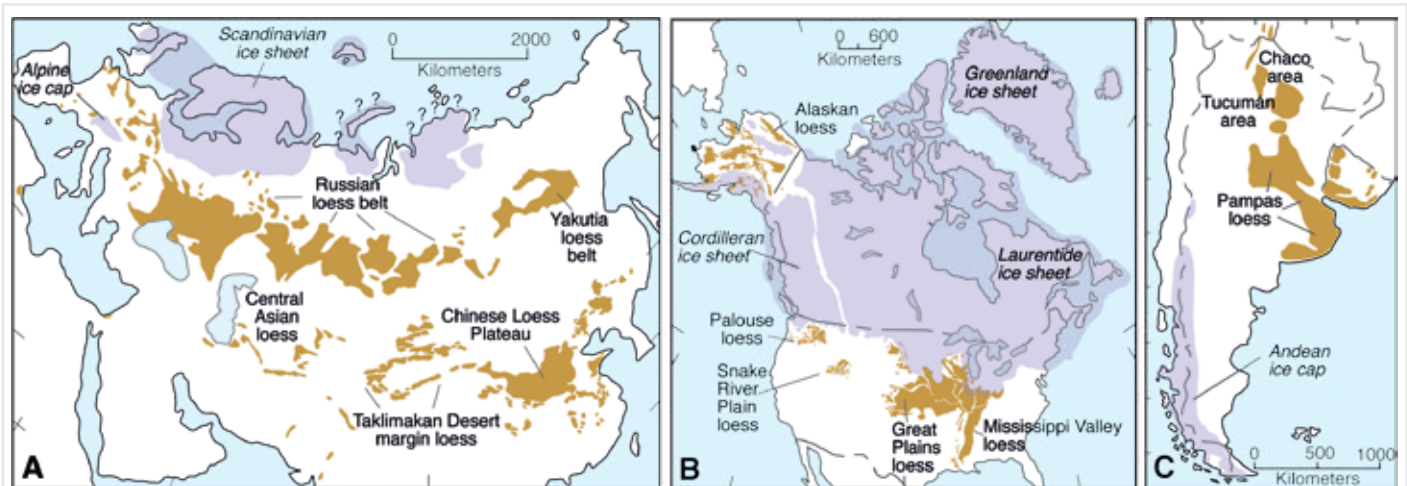 Scandinavian
ice sheet
0 2000
Kilometers
Alpine
ice cap
? ? ? ? ? ? ? ? ?
Russian
loess belt
Yakutia
loess
belt
Central
Asian
loess
Chinese Loess
Plateau
Taklimakan Desert
margin loess
A
0 600
Kilometers
Greenland
ice sheet
Alaskan
loess
Cordilleran
ice sheet
Laurentide
ice sheet
Palouse
loess
Snake
River
Plain
loess
Great
Plains
loess
Mississippi Valley
loess
B
Chaco
area
Tucumán
area
Pampas
loess
Andean
ice cap
0 500 1000
Kilometers
C